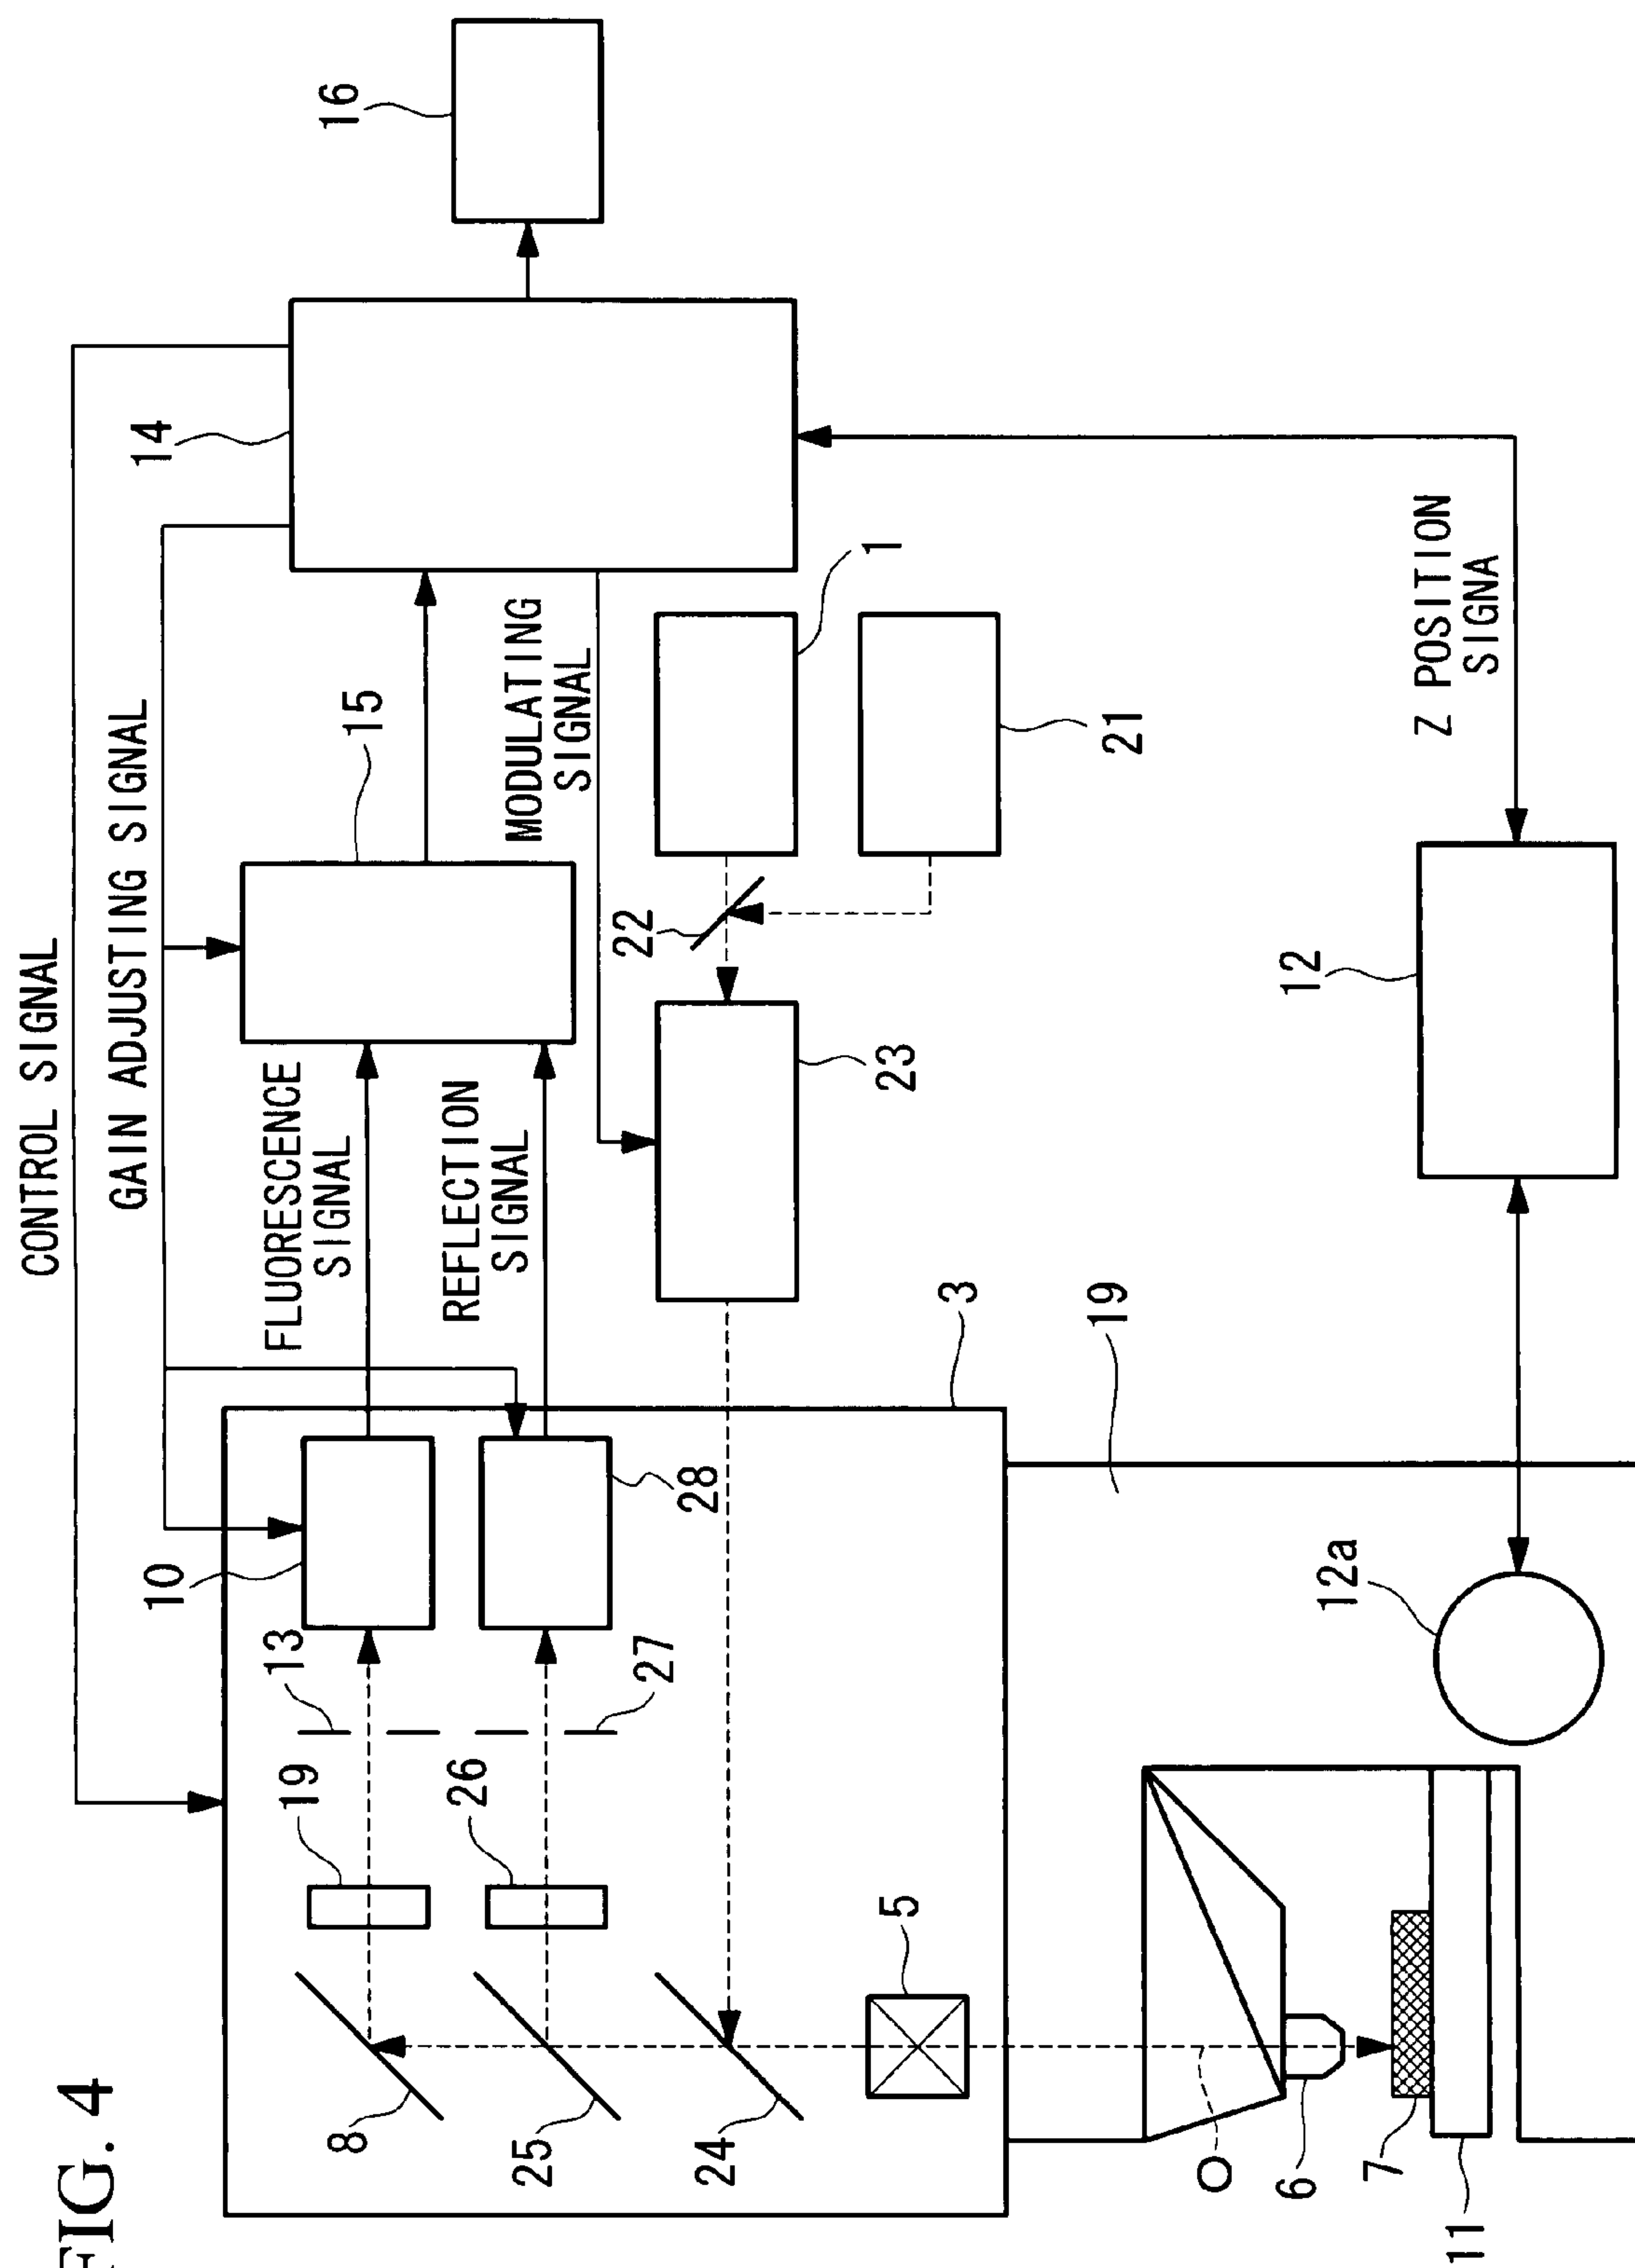 FIG. 4
CONTROL SIGNAL
GAIN ADJUSTING SIGNAL
14
16
15
FLUORESCENCE
SIGNAL
REFLECTION
SIGNAL
MODULATING
SIGNAL
10
13
19
8
28
27
26
25
22
1
21
23
24
5
3
19
O
6
7
11
12a
12
Z POSITION
SIGNA